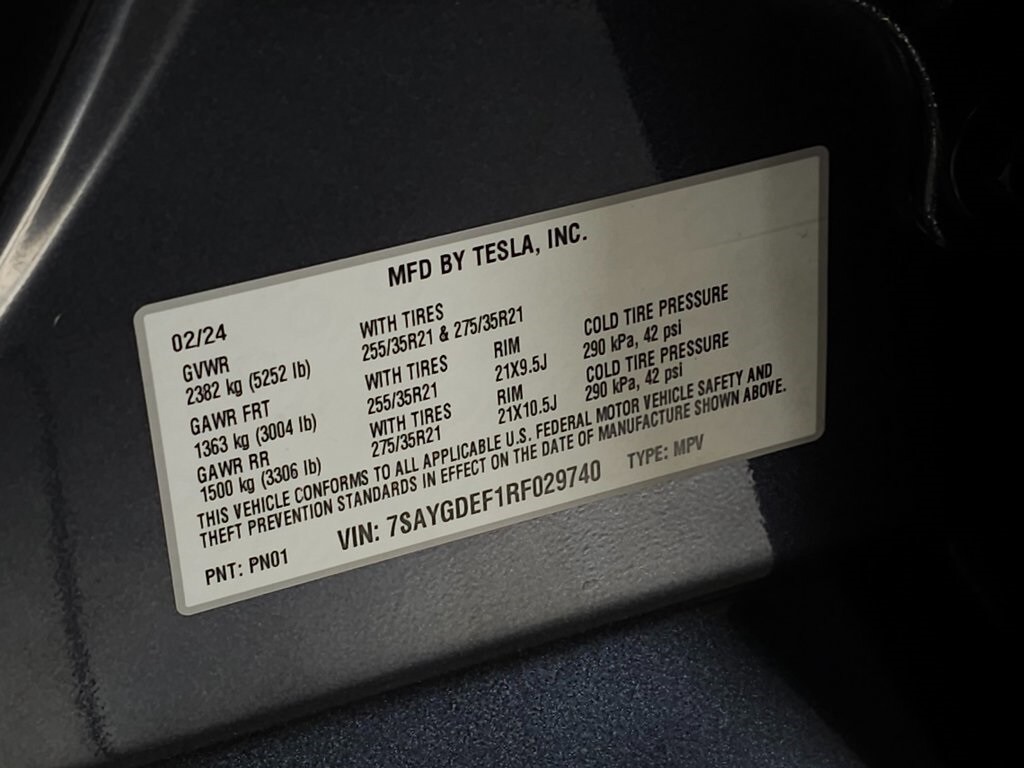 MFD BY TESLA, INC.
02/24
GVWR
2382 kg (5252 lb)
WITH TIRES
255/35R21 & 275/35R21
GAWR FRT
1363 kg (3004 lb)
WITH TIRES
255/35R21
RIM
21X9.5J
COLD TIRE PRESSURE
290 kPa, 42 psi
GAWR RR
1500 kg (3306 lb)
WITH TIRES
275/35R21
RIM
21X10.5J
COLD TIRE PRESSURE
290 kPa, 42 psi
THIS VEHICLE CONFORMS TO ALL APPLICABLE U.S. FEDERAL MOTOR VEHICLE SAFETY AND
THEFT PREVENTION STANDARDS IN EFFECT ON THE DATE OF MANUFACTURE SHOWN ABOVE.
PNT: PN01
VIN: 7SAYGDEF1RF029740
TYPE: MPV